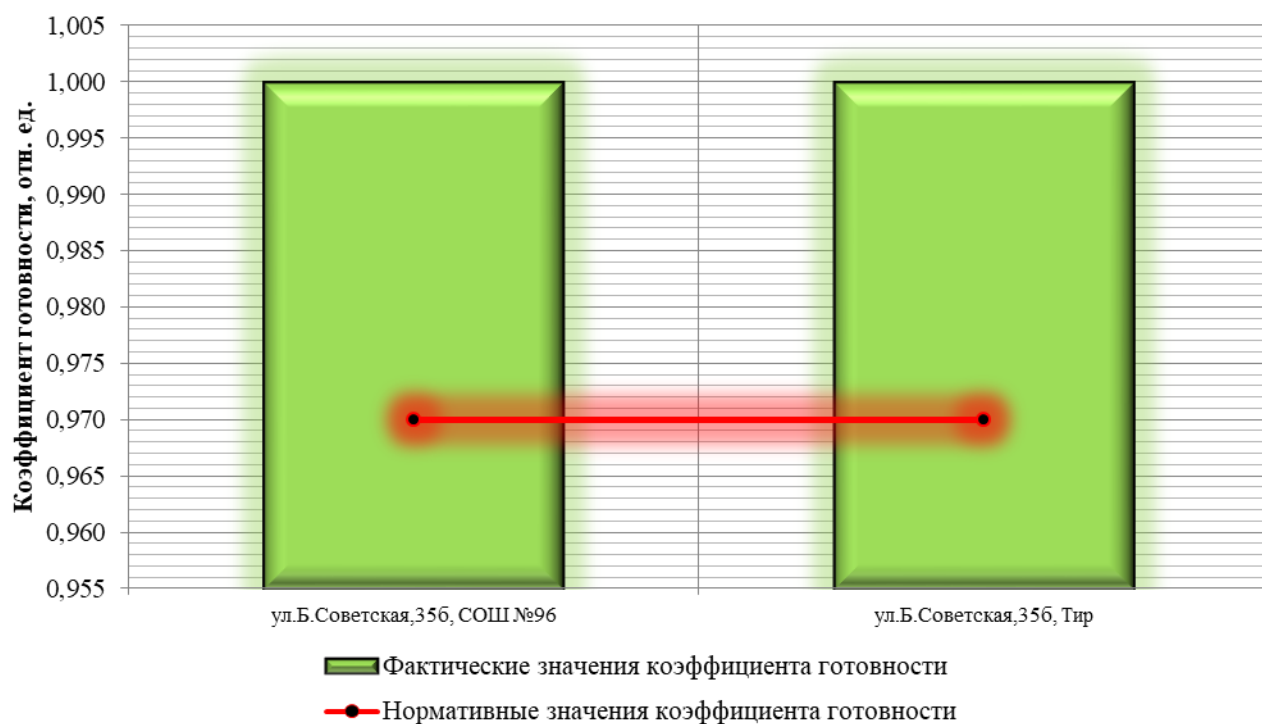 Коэффициент готовности, отн. ед.
1,005
1,000
0,995
0,990
0,985
0,980
0,975
0,970
0,965
0,960
0,955
ул.Б.Советская,35б, СОШ №96
ул.Б.Советская,35б, Тир
Фактические значения коэффициента готовности
Нормативные значения коэффициента готовности